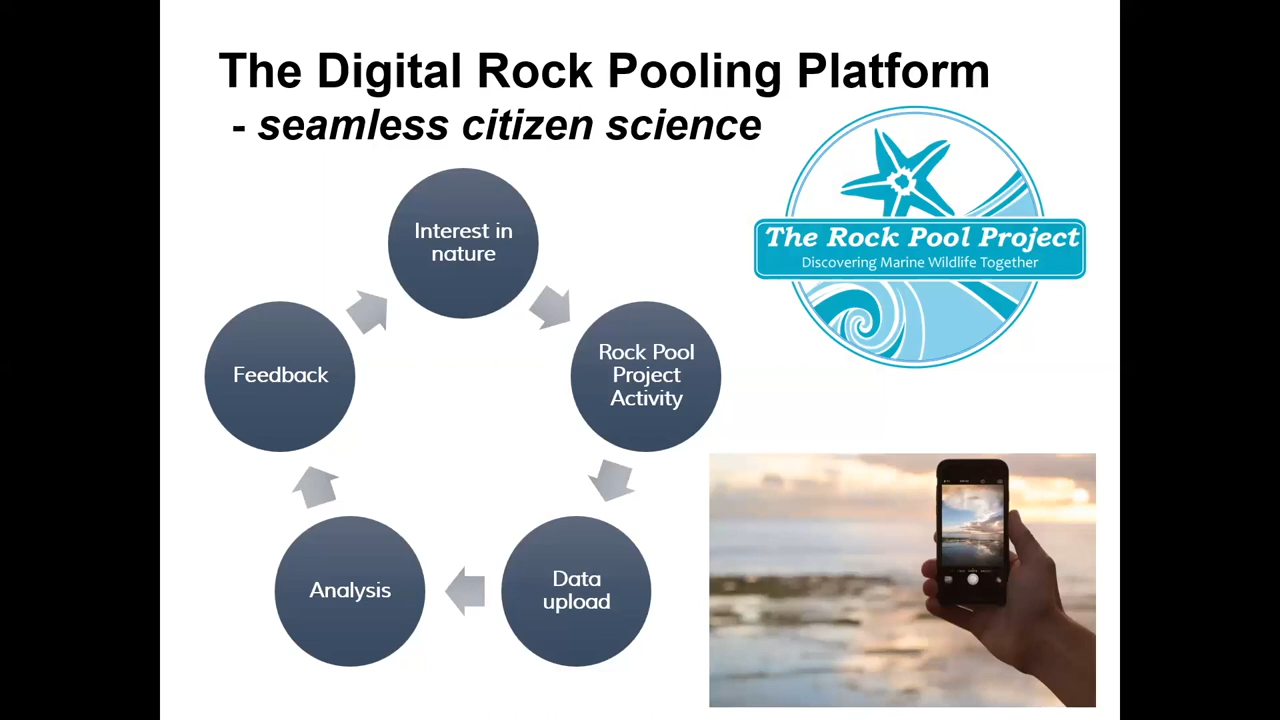 The Digital Rock Pooling Platform
- seamless citizen science
The Rock Pool Project
Discovering Marine Wildlife Together
Interest in
nature
Rock Pool
Project
Activity
Data
upload
Analysis
Feedback